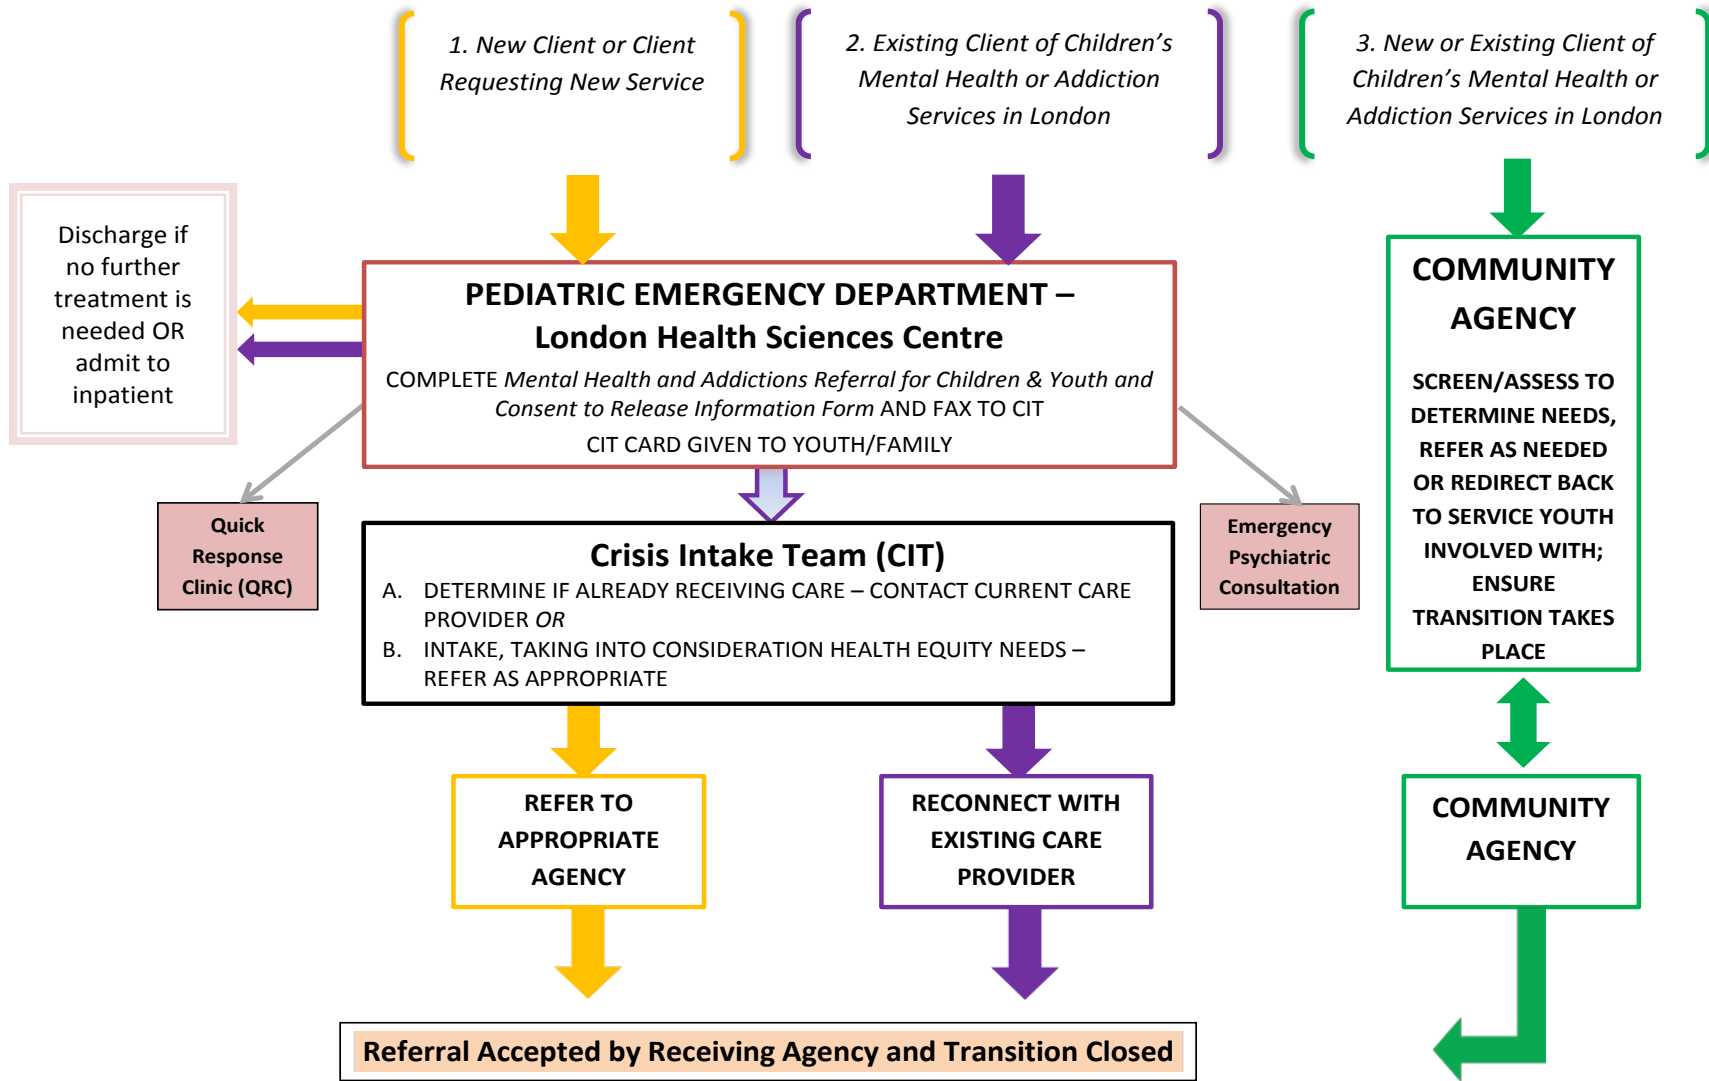 1. New Client or Client
Requesting New Service
2. Existing Client of Children’s
Mental Health or Addiction
Services in London
3. New or Existing Client of
Children’s Mental Health or
Addiction Services in London
Discharge if
no further
treatment is
needed OR
admit to
inpatient
PEDIATRIC EMERGENCY DEPARTMENT –
London Health Sciences Centre
COMPLETE Mental Health and Addictions Referral for Children & Youth and
Consent to Release Information Form AND FAX TO CIT
CIT CARD GIVEN TO YOUTH/FAMILY
COMMUNITY
AGENCY
SCREEN/ASSESS TO
DETERMINE NEEDS,
REFER AS NEEDED
OR REDIRECT BACK
TO SERVICE YOUTH
INVOLVED WITH;
ENSURE
TRANSITION TAKES
PLACE
Quick
Response
Clinic (QRC)
Crisis Intake Team (CIT)
A. DETERMINE IF ALREADY RECEIVING CARE – CONTACT CURRENT CARE
PROVIDER OR
B. INTAKE, TAKING INTO CONSIDERATION HEALTH EQUITY NEEDS –
REFER AS APPROPRIATE
Emergency
Psychiatric
Consultation
REFER TO
APPROPRIATE
AGENCY
RECONNECT WITH
EXISTING CARE
PROVIDER
COMMUNITY
AGENCY
Referral Accepted by Receiving Agency and Transition Closed